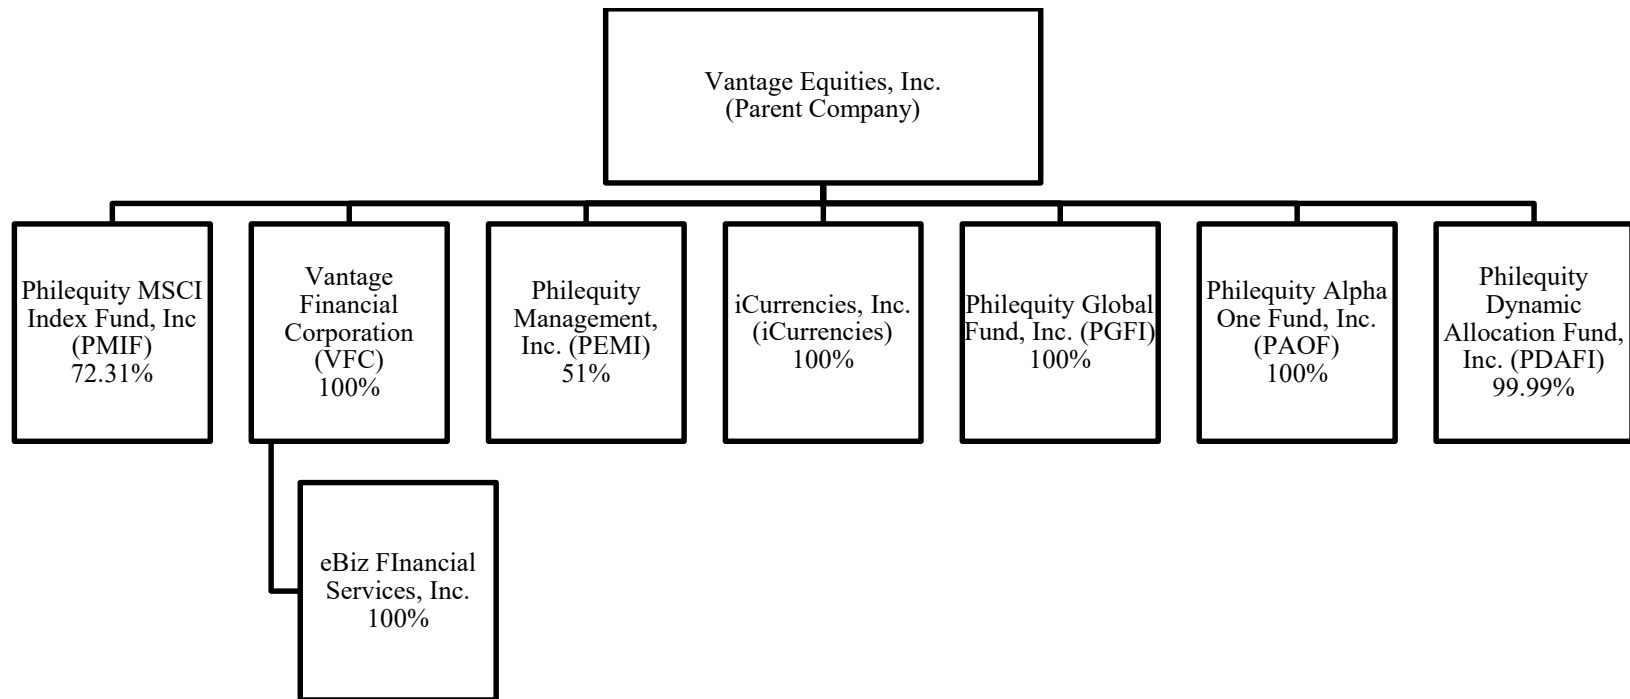 Vantage Equities, Inc.
(Parent Company)
Philequity MSCI
Index Fund, Inc
(PMIF)
72.31%
Vantage
Financial
Corporation
(VFC)
100%
Philequity
Management,
Inc. (PEMI)
51%
iCurrencies, Inc.
(iCurrencies)
100%
Philequity Global
Fund, Inc. (PGFI)
100%
Philequity Alpha
One Fund, Inc.
(PAOF)
100%
Philequity
Dynamic
Allocation Fund,
Inc. (PDAFI)
99.99%
eBiz FInancial
Services, Inc.
100%